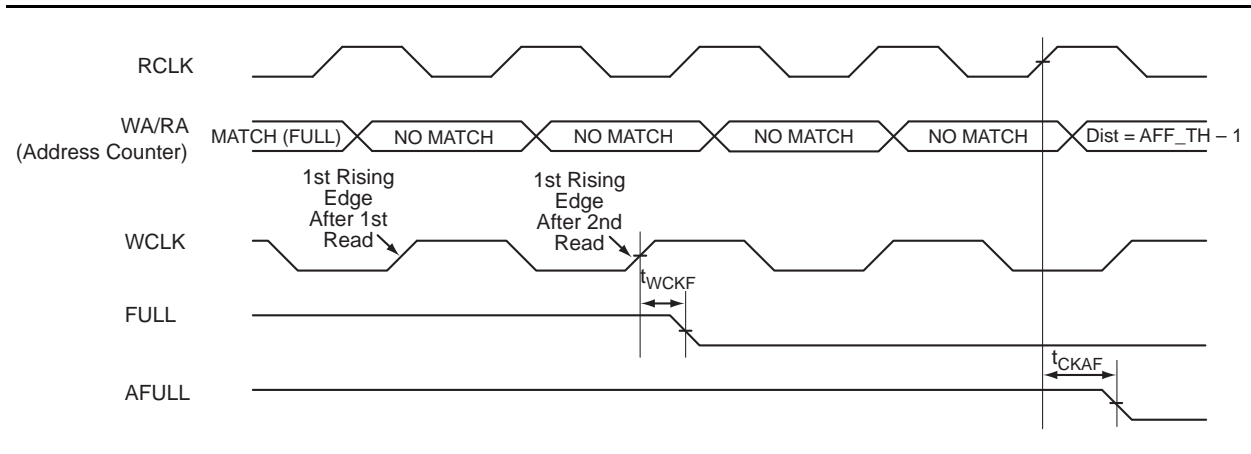 RCLK
WA/RA
(Address Counter)
MATCH (FULL)
NO MATCH
NO MATCH
NO MATCH
NO MATCH
Dist = AFF_TH – 1
1st Rising
Edge
After 1st
Read
1st Rising
Edge
After 2nd
Read
WCLK
tWCKF
FULL
tCKAF
AFULL